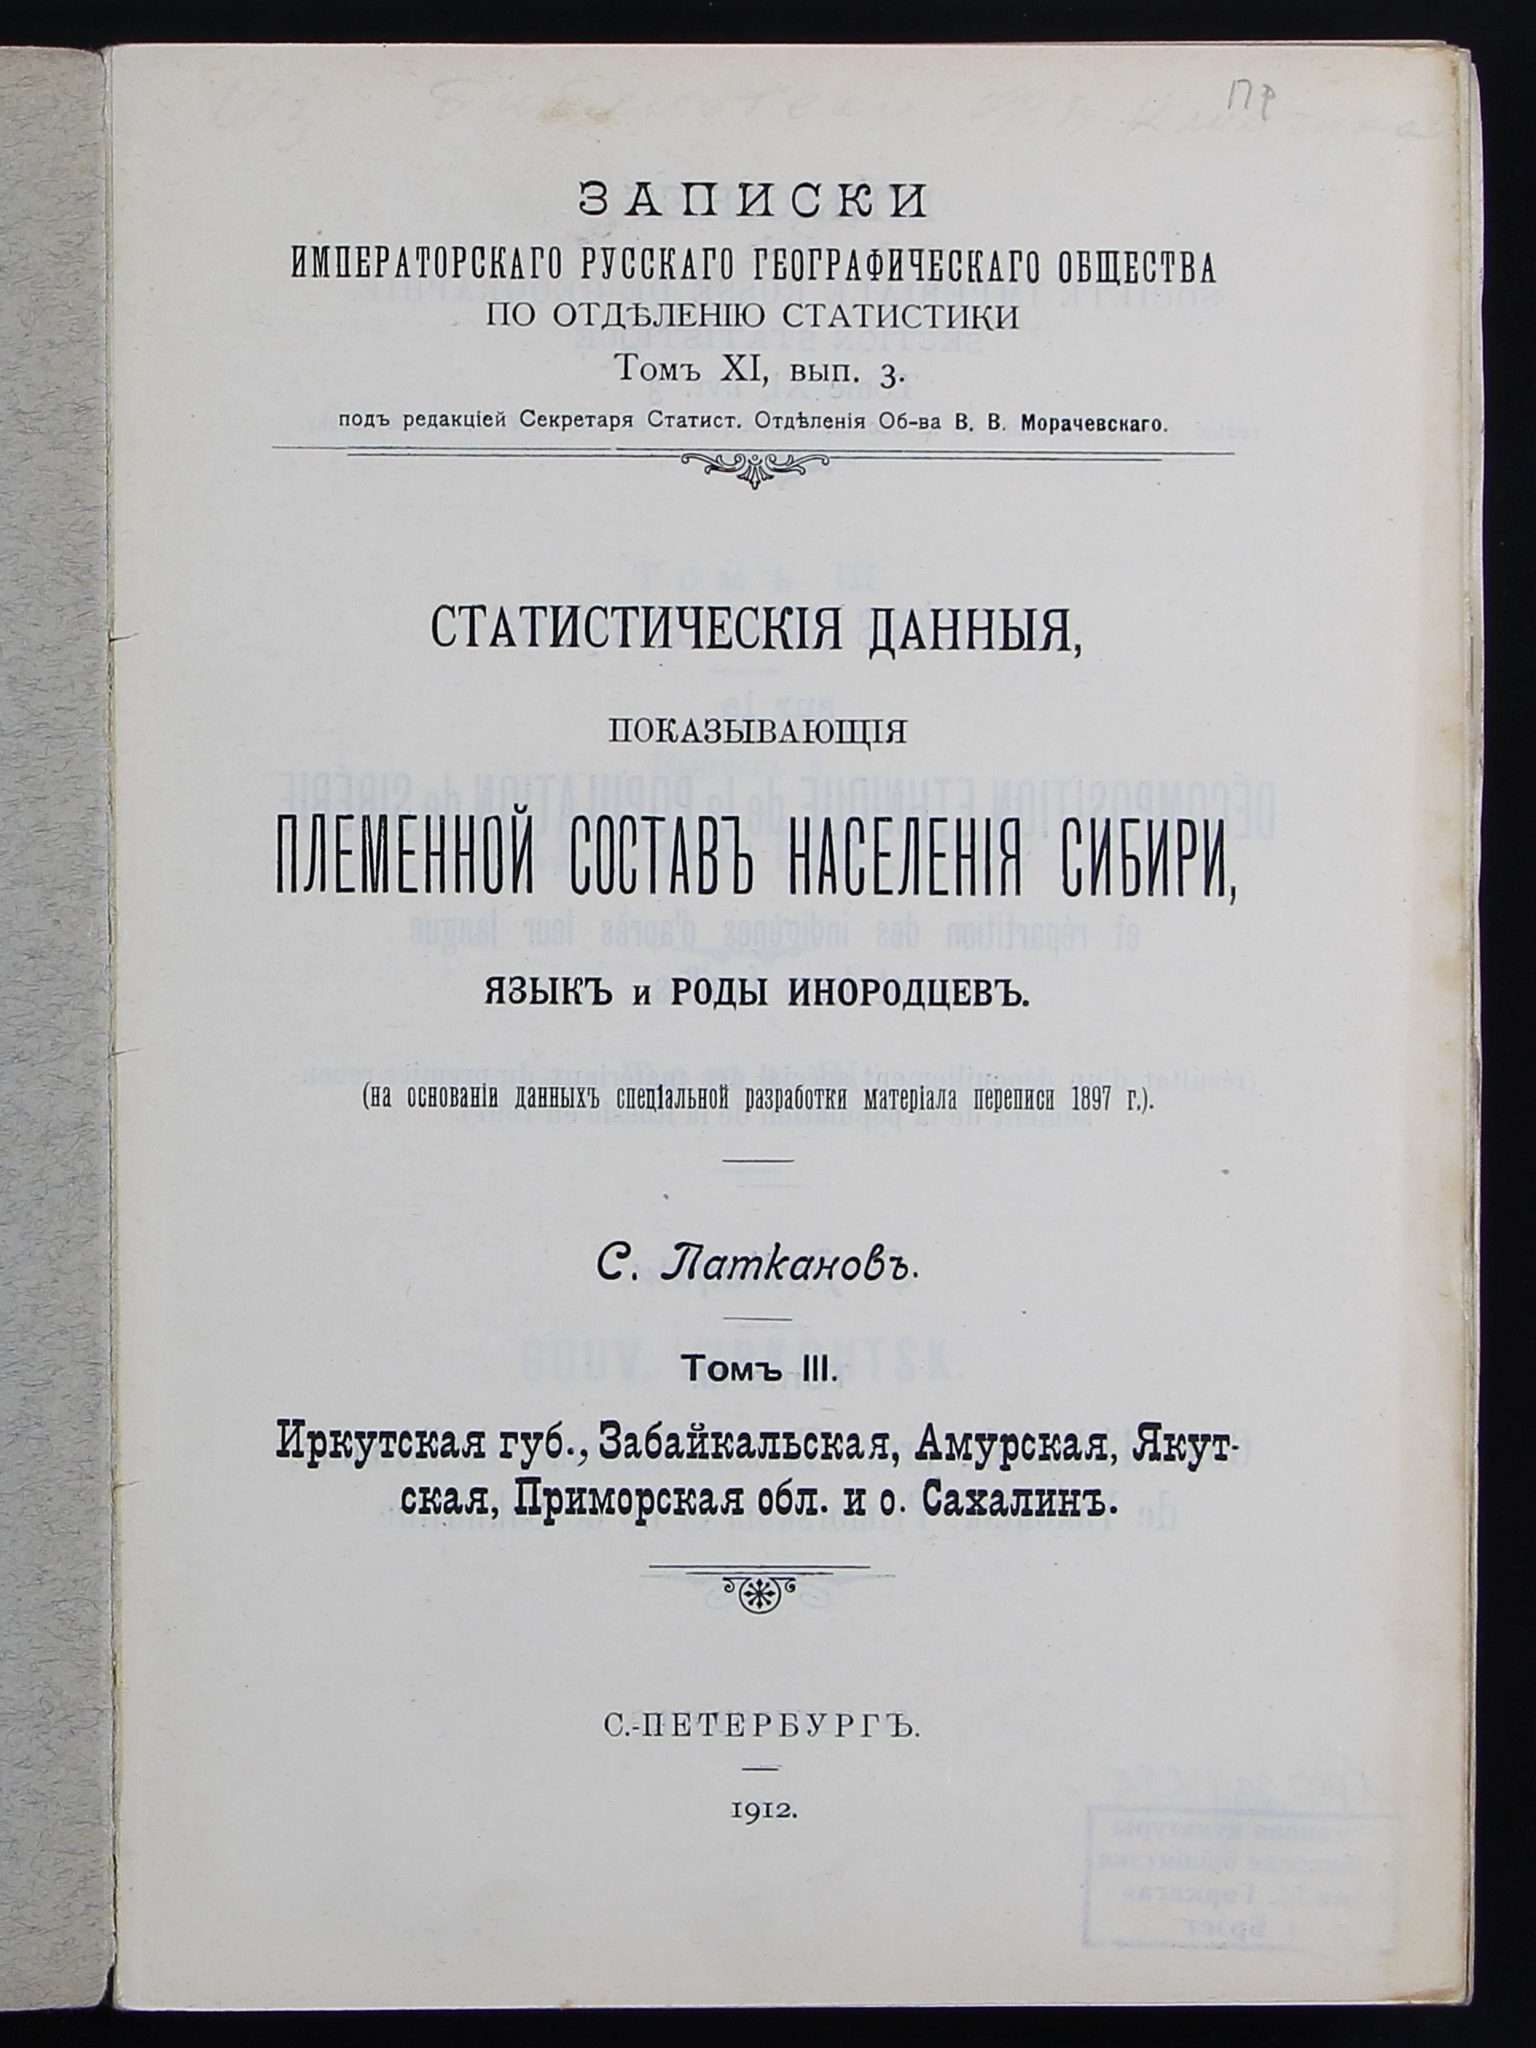 Пр
ЗАПИСКИ
ИМПЕРАТОРСКАГО РУССКАГО ГЕОГРАФИЧЕСКАГО ОБЩЕСТВА
ПО ОТДѢЛЕНІЮ СТАТИСТИКИ
Томъ XI, вып. 3.
подъ редакціей Секретаря Статист. Отдѣленія Об-ва В. В. Морачевскаго.
СТАТИСТИЧЕСКІЯ ДАННЫЯ,
ПОКАЗЫВАЮЩІЯ
ПЛЕМЕННОЙ СОСТАВЪ НАСЕЛЕНІЯ СИБИРИ,
ЯЗЫКЪ и РОДЫ ИНОРОДЦЕВЪ.
(на основаніи данныхъ спеціальной разработки матеріала переписи 1897 г.).
С. Паткановъ.
Томъ III.
Иркутская губ., Забайкальская, Амурская, Якут-
ская, Приморская обл. и о. Сахалинъ.
С.-ПЕТЕРБУРГЪ.
1912.